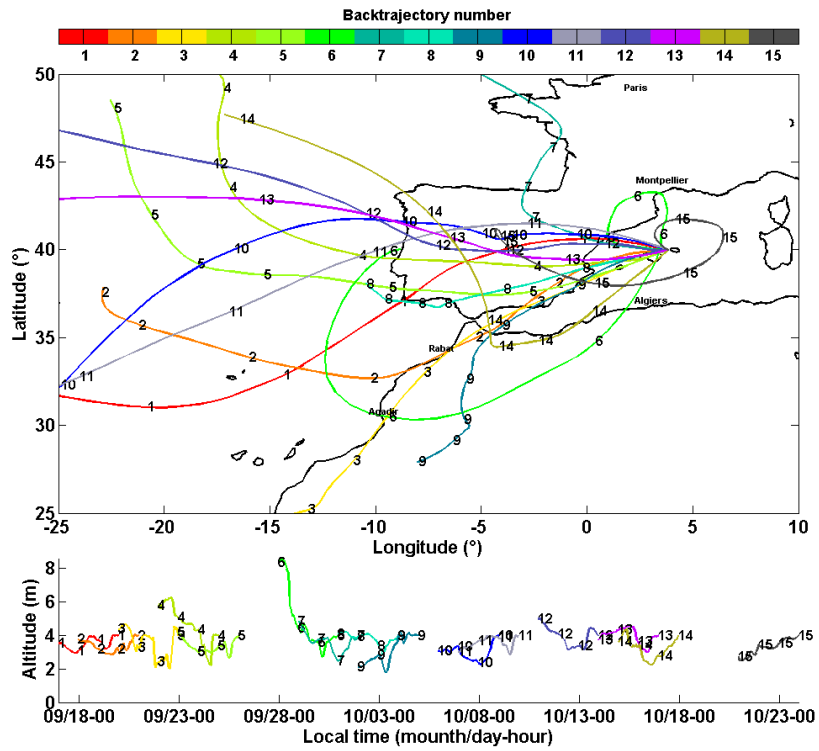 Backtrajectory number
1 2 3 4 5 6 7 8 9 10 11 12 13 14 15
50
45
40
35
30
25
Latitude (°)
Paris
Montpellier
Algiers
Rabat
Agadir
-25 -20 -15 -10 -5 0 5 10
Longitude (°)
8
6
4
2
0
Altitude (m)
09/18-00 09/23-00 09/28-00 10/03-00 10/08-00 10/13-00 10/18-00 10/23-00
Local time (mounth/day-hour)